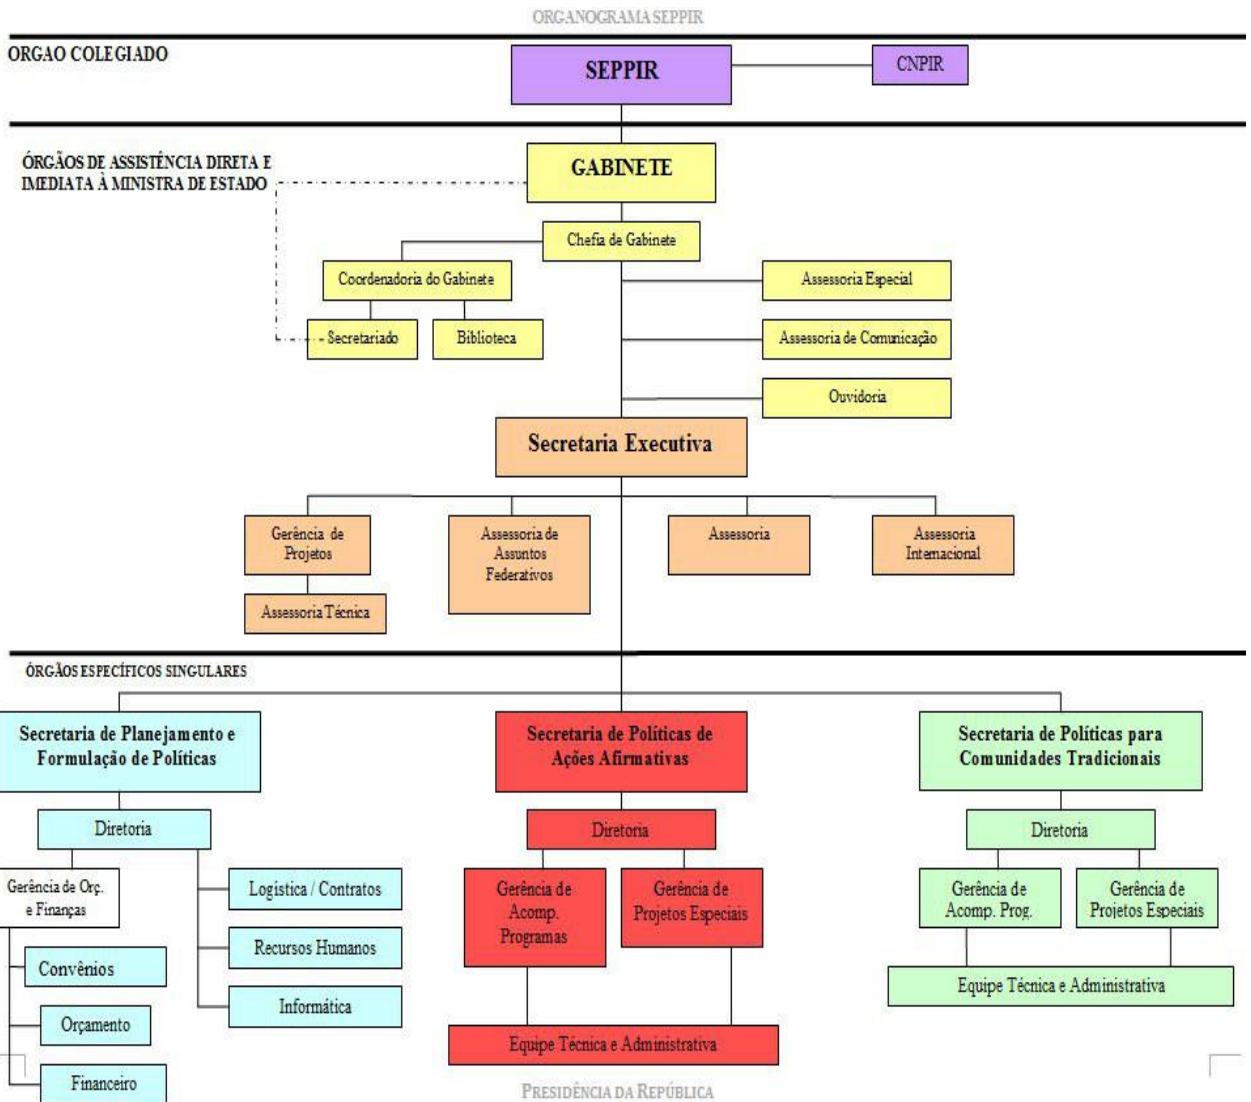 ORGANOGRAMA SEPPIR
ORGAO COLEGIADO
SEPPIR
CNPIR
ÓRGÃOS DE ASSISTÊNCIA DIRETA E
IMEDIATA À MINISTRA DE ESTADO
GABINETE
Chefia de Gabinete
Coordenadoria do Gabinete
Assessoria Especial
Secretariado
Biblioteca
Assessoria de Comunicação
Ouvidoria
Secretaria Executiva
Gerência de
Projetos
Assessoria de
Assuntos
Federativos
Assessoria
Assessoria
Internacional
Assessoria Técnica
ÓRGÃOS ESPECÍFICOS SINGULARES
Secretaria de Planejamento e
Formulação de Políticas
Secretaria de Políticas de
Ações Afirmativas
Secretaria de Políticas para
Comunidades Tradicionais
Diretoria
Diretoria
Diretoria
Gerência de Orç.
e Finanças
Logística / Contratos
Gerência de
Acomp.
Programas
Gerência de
Projetos Especiais
Gerência de
Acomp. Prog.
Gerência de
Projetos Especiais
Recursos Humanos
Convênios
Informática
Equipe Técnica e Administrativa
Orçamento
Equipe Técnica e Administrativa
Financeiro
PRESIDÊNCIA DA REPÚBLICA